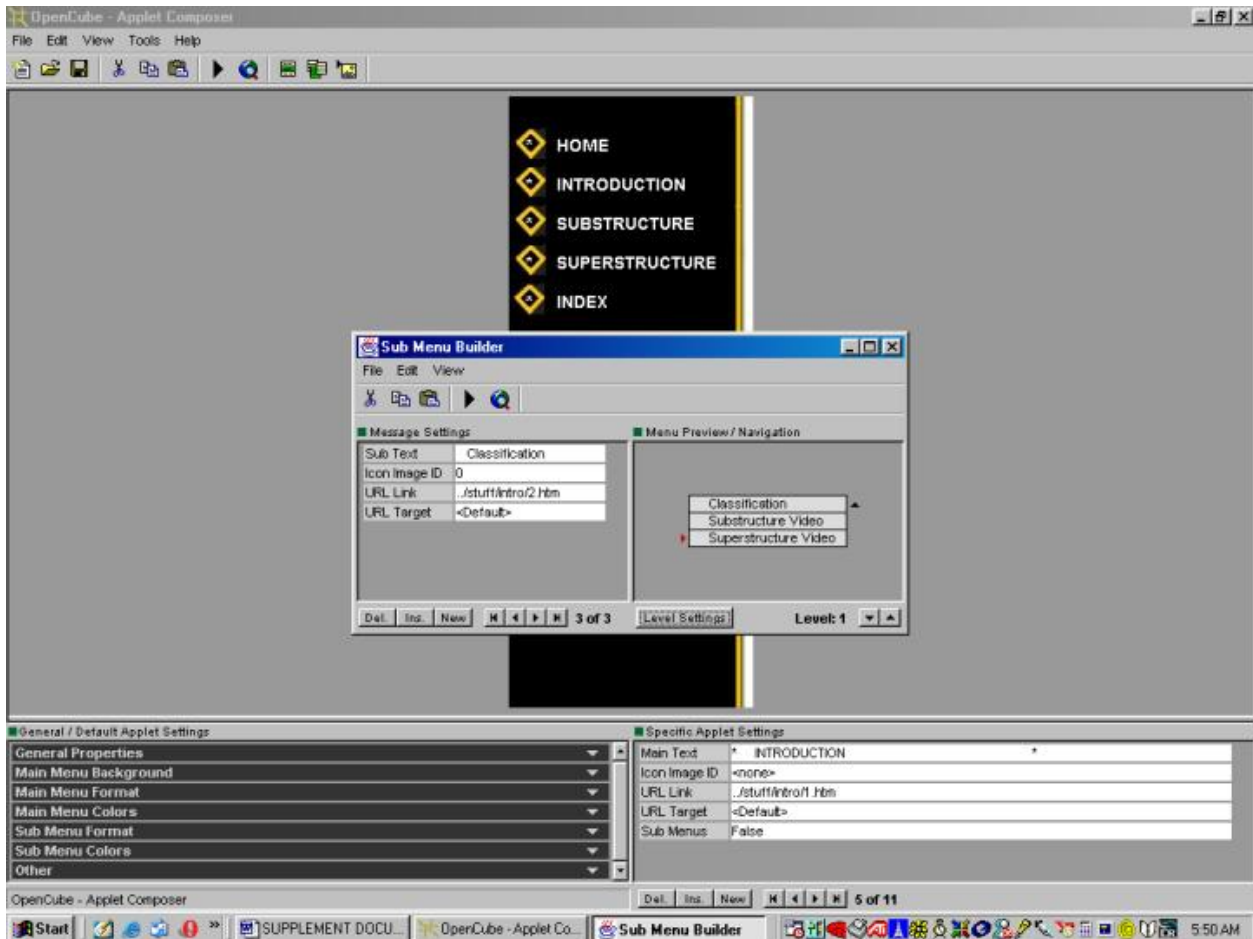 OpenCube - Applet Composer
File Edit View Tools Help
HOME
INTRODUCTION
SUBSTRUCTURE
SUPERSTRUCTURE
INDEX
Sub Menu Builder
File Edit View
Message Settings
Sub Text Classification
Icon Image ID 0
URL Link ../stuff/intro/2.htm
URL Target <Default>
Menu Preview / Navigation
Classification
Substructure Video
Superstructure Video
Del. Ins. New 3 of 3
Level Settings Level: 1
General / Default Applet Settings
General Properties
Main Menu Background
Main Menu Format
Main Menu Colors
Sub Menu Format
Sub Menu Colors
Other
Specific Applet Settings
Main Text * INTRODUCTION *
Icon Image ID <none>
URL Link ../stuff/intro/1.htm
URL Target <Default>
Sub Menus False
OpenCube - Applet Composer
Del. Ins. New 5 of 11
Start » SUPPLEMENT DOCU... OpenCube - Applet Co... Sub Menu Builder 5:50 AM